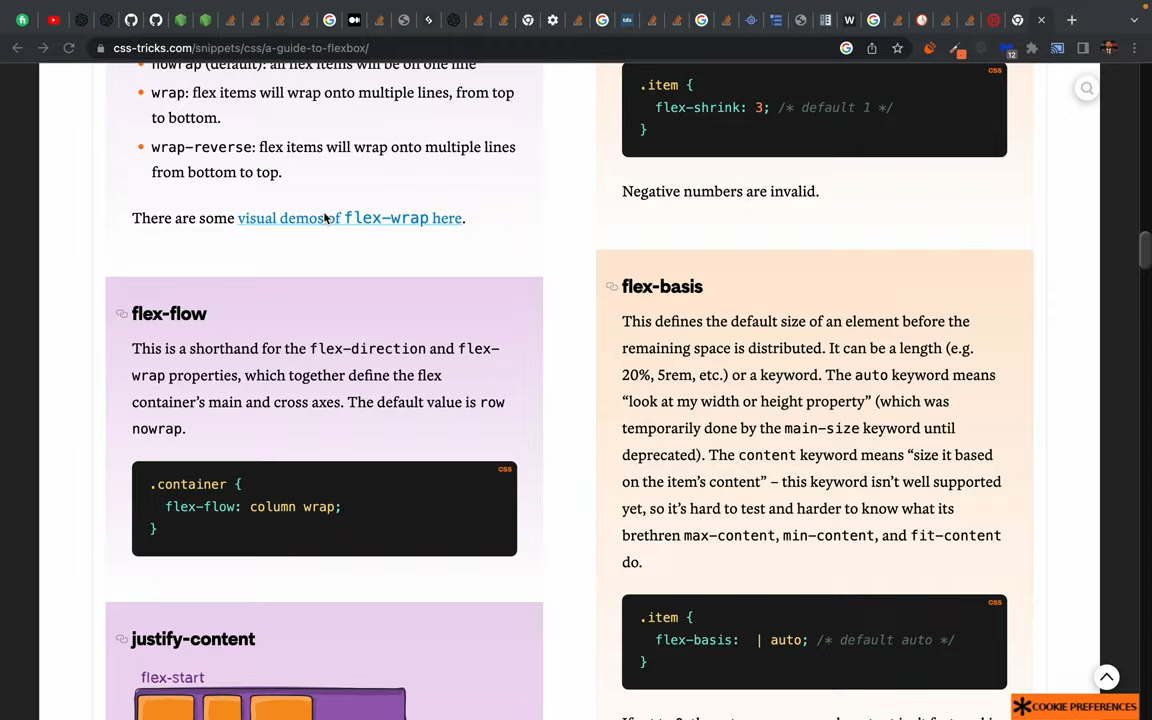 css-tricks.com/snippets/css/a-guide-to-flexbox/
12
nowrap (default): all flex items will be on one line
wrap: flex items will wrap onto multiple lines, from top
to bottom.
wrap-reverse: flex items will wrap onto multiple lines
from bottom to top.
There are some visual demos of flex-wrap here.
flex-flow
This is a shorthand for the flex-direction and flex-
wrap properties, which together define the flex
container’s main and cross axes. The default value is row
nowrap.
CSS
.container {
flex-flow: column wrap;
}
justify-content
flex-start
CSS
.item {
flex-shrink: 3; /* default 1 */
}
Negative numbers are invalid.
flex-basis
This defines the default size of an element before the
remaining space is distributed. It can be a length (e.g.
20%, 5rem, etc.) or a keyword. The auto keyword means
“look at my width or height property” (which was
temporarily done by the main-size keyword until
deprecated). The content keyword means “size it based
on the item’s content” – this keyword isn’t well supported
yet, so it’s hard to test and harder to know what its
brethren max-content, min-content, and fit-content
do.
CSS
.item {
flex-basis:  | auto; /* default auto */
}
COOKIE PREFERENCES